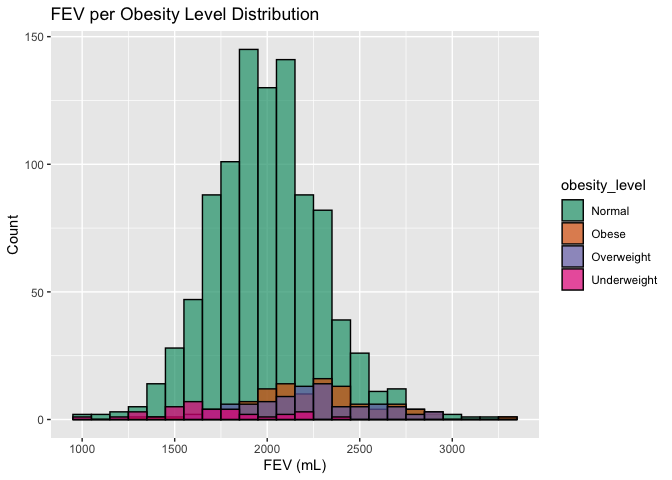 FEV per Obesity Level Distribution
150
100
50
0
Count
1000 1500 2000 2500 3000
FEV (mL)
obesity_level
Normal
Obese
Overweight
Underweight